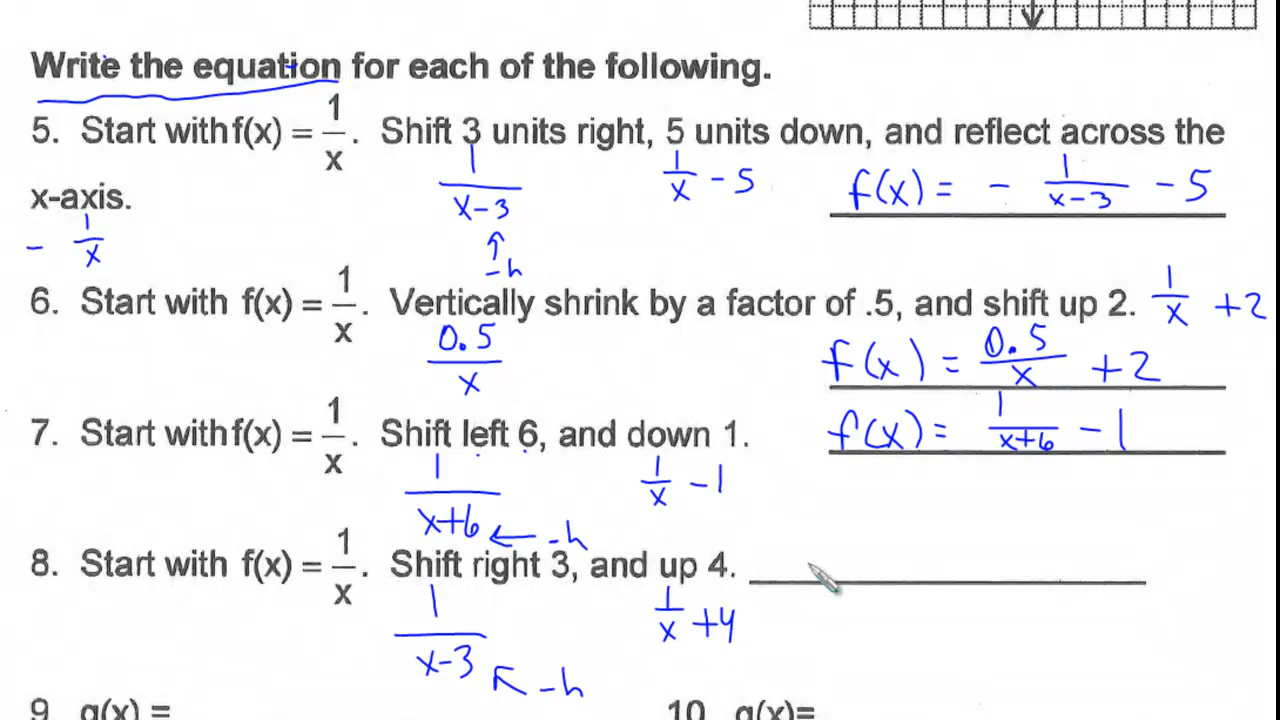 Write the equation for each of the following.
5. Start with f(x) = 1/x. Shift 3 units right, 5 units down, and reflect across the
x-axis.
1/(x-3)
1/x - 5
f(x) = - 1/(x-3) - 5
- 1/x
↑
-h
6. Start with f(x) = 1/x. Vertically shrink by a factor of .5, and shift up 2. 1/x +2
0.5/x
f(x) = 0.5/x +2
7. Start with f(x) = 1/x. Shift left 6, and down 1. f(x) = 1/(x+6) - 1
1/(x+6) ← -h
1/x - 1
8. Start with f(x) = 1/x. Shift right 3, and up 4.
1/(x-3) ↖ -h
1/x +4
9. g(x) =
10. g(x)=